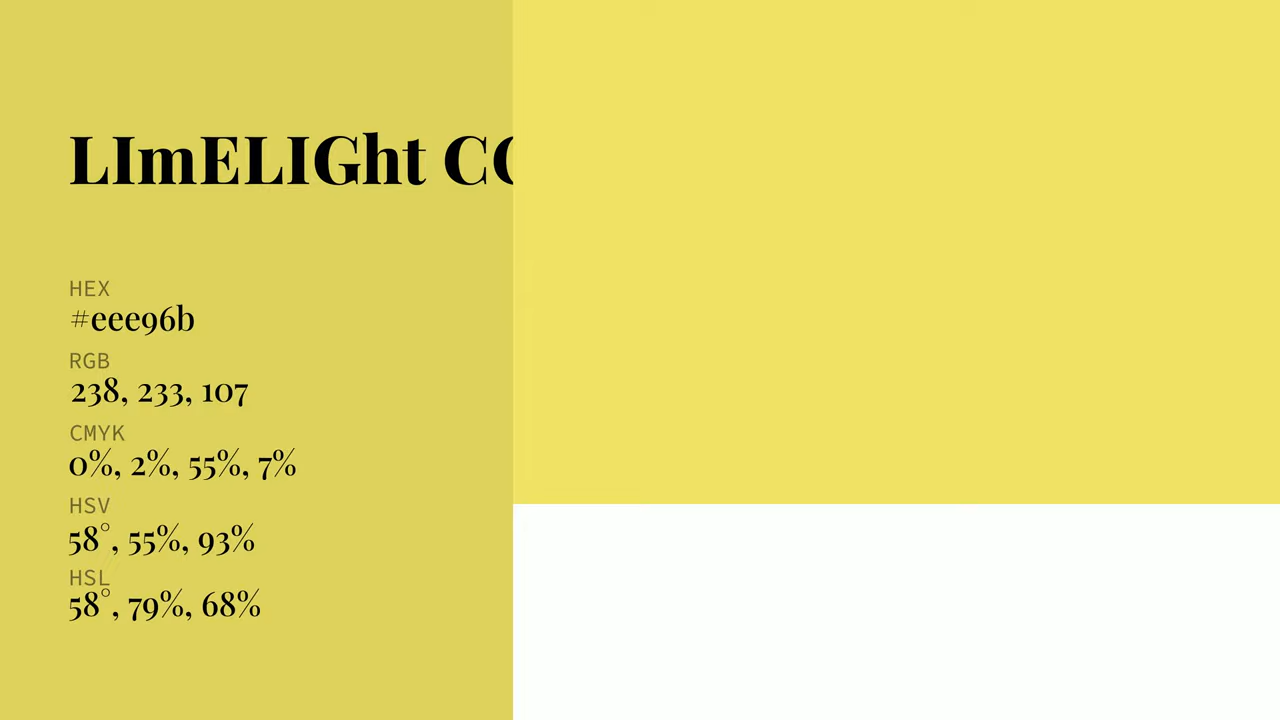 LImELIGht CO
HEX
#eee96b
RGB
238, 233, 107
CMYK
0%, 2%, 55%, 7%
HSV
58°, 55%, 93%
HSL
58°, 79%, 68%